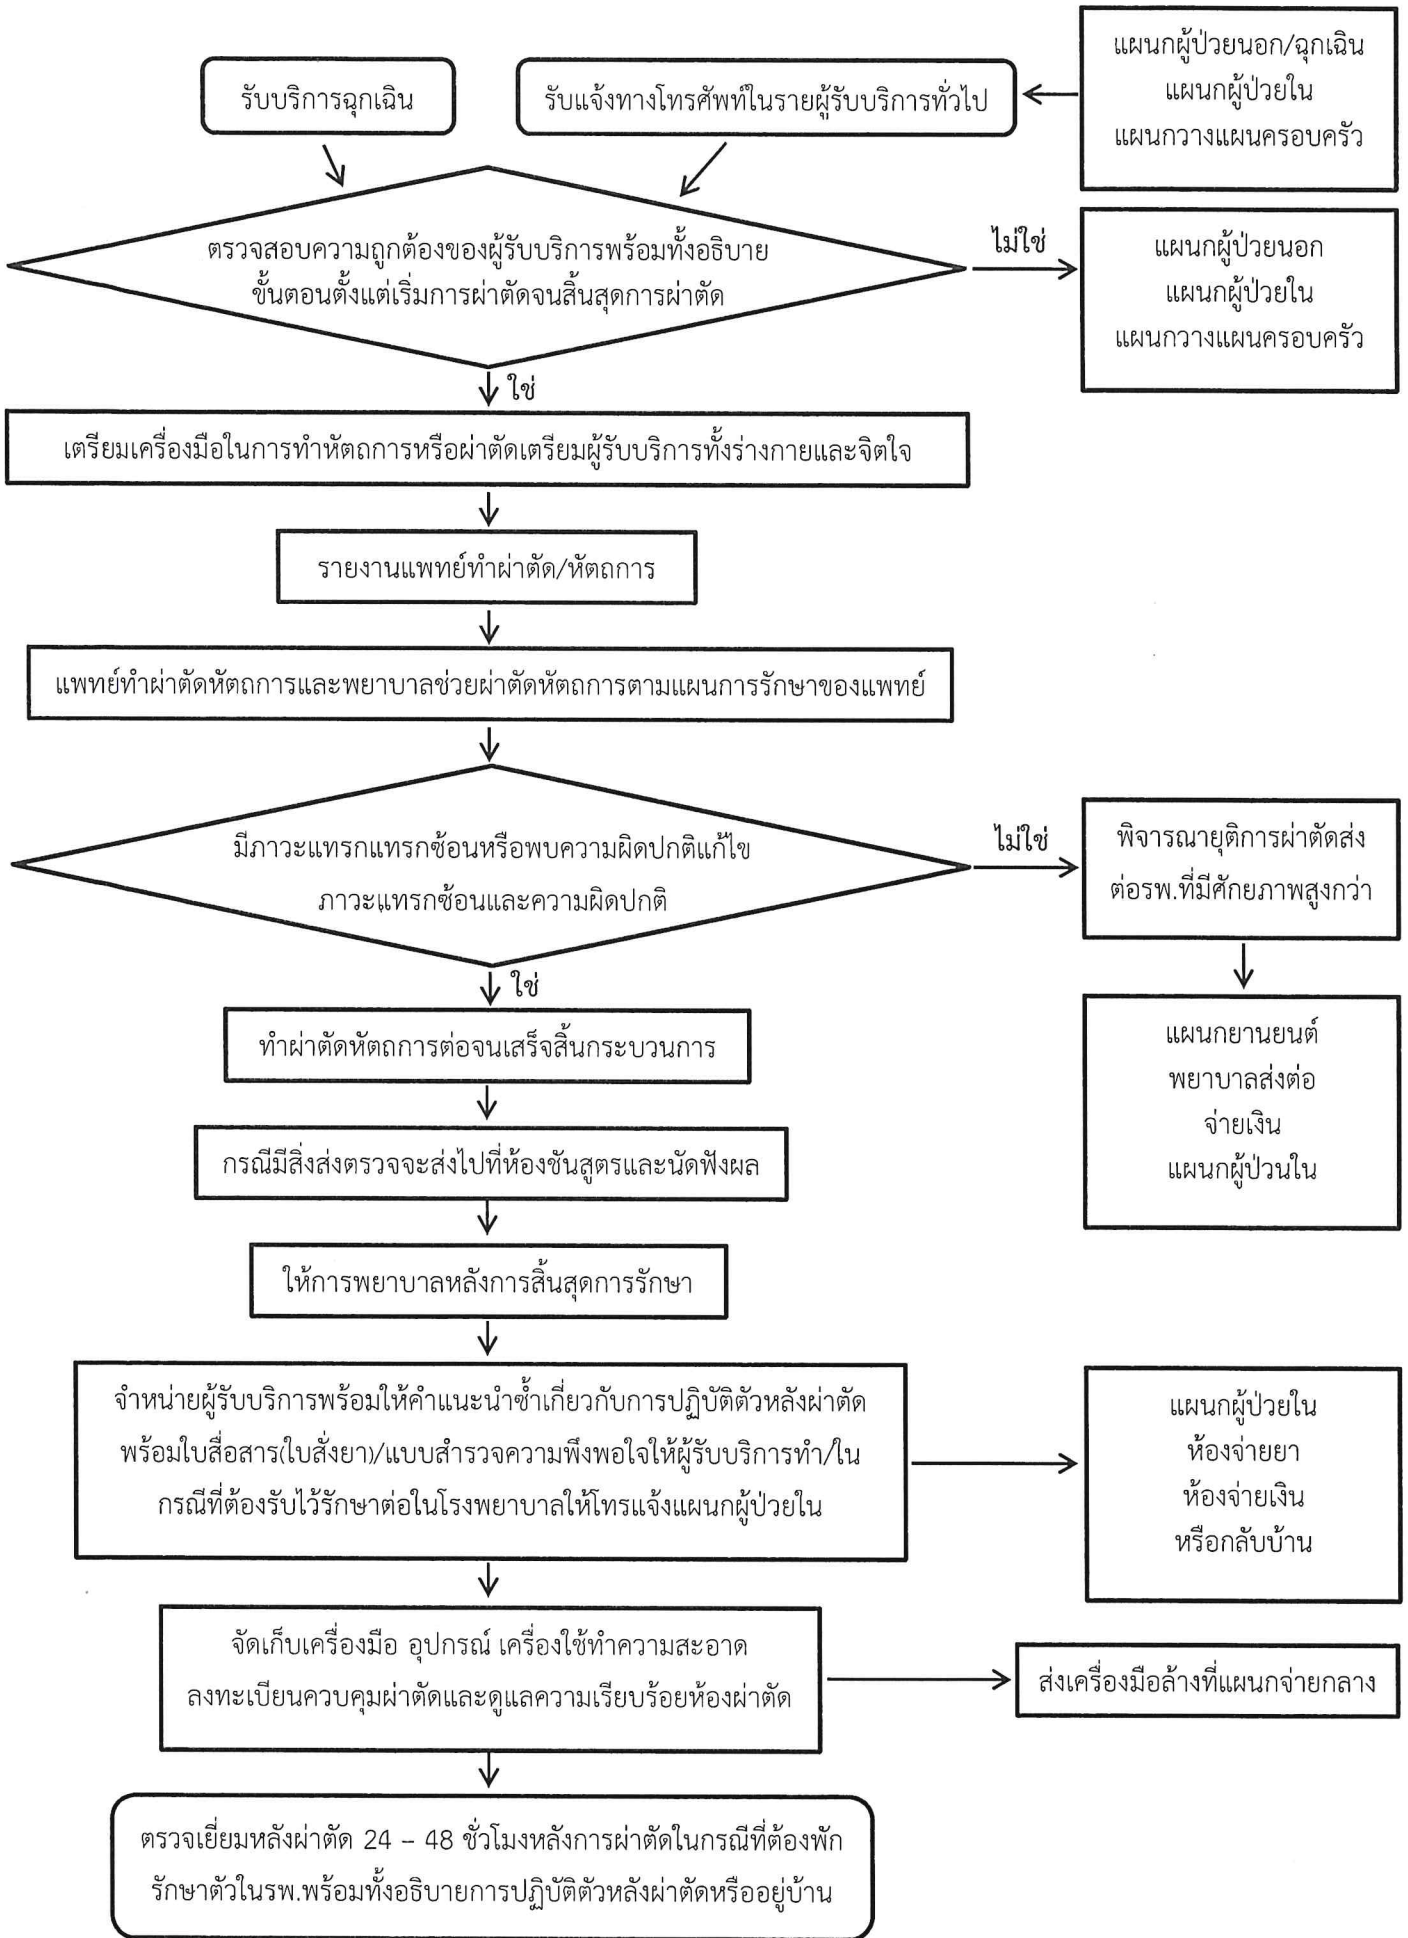 แผนกผู้ป่วยนอก/ฉุกเฉิน
แผนกผู้ป่วยใน
แผนกวางแผนครอบครัว
รับบริการฉุกเฉิน
รับแจ้งทางโทรศัพท์ในรายผู้รับบริการทั่วไป
ตรวจสอบความถูกต้องของผู้รับบริการพร้อมทั้งอธิบาย
ขั้นตอนตั้งแต่เริ่มการผ่าตัดจนสิ้นสุดการผ่าตัด
ไม่ใช่
แผนกผู้ป่วยนอก
แผนกผู้ป่วยใน
แผนกวางแผนครอบครัว
ใช่
เตรียมเครื่องมือในการทำหัตถการหรือผ่าตัดเตรียมผู้รับบริการทั้งร่างกายและจิตใจ
รายงานแพทย์ทำผ่าตัด/หัตถการ
แพทย์ทำผ่าตัดหัตถการและพยาบาลช่วยผ่าตัดหัตถการตามแผนการรักษาของแพทย์
มีภาวะแทรกแทรกซ้อนหรือพบความผิดปกติแก้ไข
ภาวะแทรกซ้อนและความผิดปกติ
ไม่ใช่
พิจารณายุติการผ่าตัดส่ง
ต่อรพ.ที่มีศักยภาพสูงกว่า
ใช่
แผนกยานยนต์
พยาบาลส่งต่อ
จ่ายเงิน
แผนกผู้ป่วนใน
ทำผ่าตัดหัตถการต่อจนเสร็จสิ้นกระบวนการ
กรณีมีสิ่งส่งตรวจจะส่งไปที่ห้องชันสูตรและนัดฟังผล
ให้การพยาบาลหลังการสิ้นสุดการรักษา
จำหน่ายผู้รับบริการพร้อมให้คำแนะนำซ้ำเกี่ยวกับการปฏิบัติตัวหลังผ่าตัด
พร้อมใบสื่อสาร(ใบสั่งยา)/แบบสำรวจความพึงพอใจให้ผู้รับบริการทำ/ใน
กรณีที่ต้องรับไว้รักษาต่อในโรงพยาบาลให้โทรแจ้งแผนกผู้ป่วยใน
แผนกผู้ป่วยใน
ห้องจ่ายยา
ห้องจ่ายเงิน
หรือกลับบ้าน
จัดเก็บเครื่องมือ อุปกรณ์ เครื่องใช้ทำความสะอาด
ลงทะเบียนควบคุมผ่าตัดและดูแลความเรียบร้อยห้องผ่าตัด
ส่งเครื่องมือล้างที่แผนกจ่ายกลาง
ตรวจเยี่ยมหลังผ่าตัด 24 – 48 ชั่วโมงหลังการผ่าตัดในกรณีที่ต้องพัก
รักษาตัวในรพ.พร้อมทั้งอธิบายการปฏิบัติตัวหลังผ่าตัดหรืออยู่บ้าน